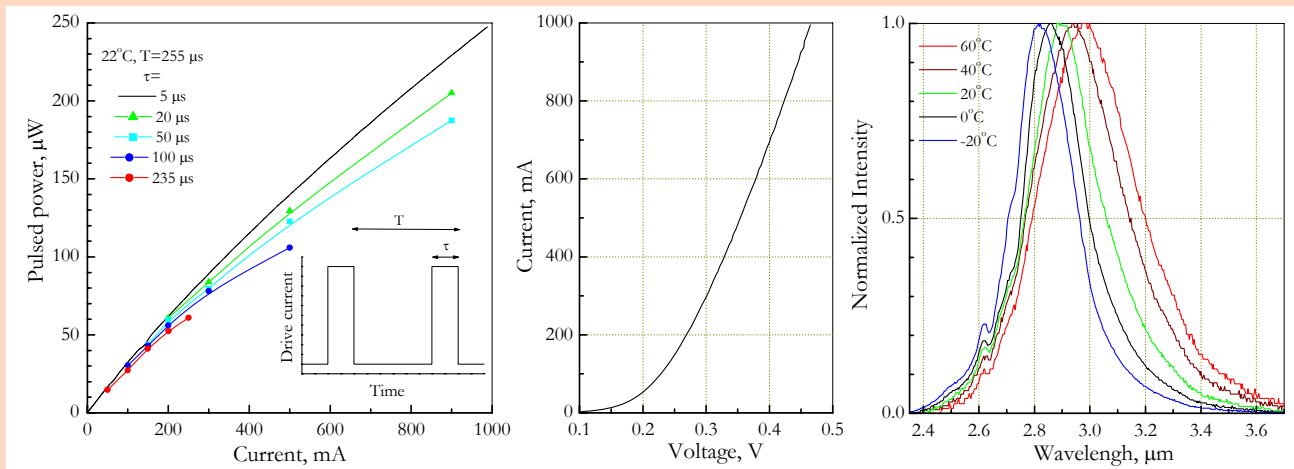 Pulsed power, µW
250
200
150
100
50
0
22°C, T=255 µs
τ=
5 µs
20 µs
50 µs
100 µs
235 µs
T
τ
Drive current
Time
0 200 400 600 800 1000
Current, mA
Current, mA
1000
800
600
400
200
0
0.1 0.2 0.3 0.4 0.5
Voltage, V
Normalized Intensity
1.0
0.5
0.0
60°C
40°C
20°C
0°C
-20°C
2.4 2.6 2.8 3.0 3.2 3.4 3.6
Wavelengh, µm